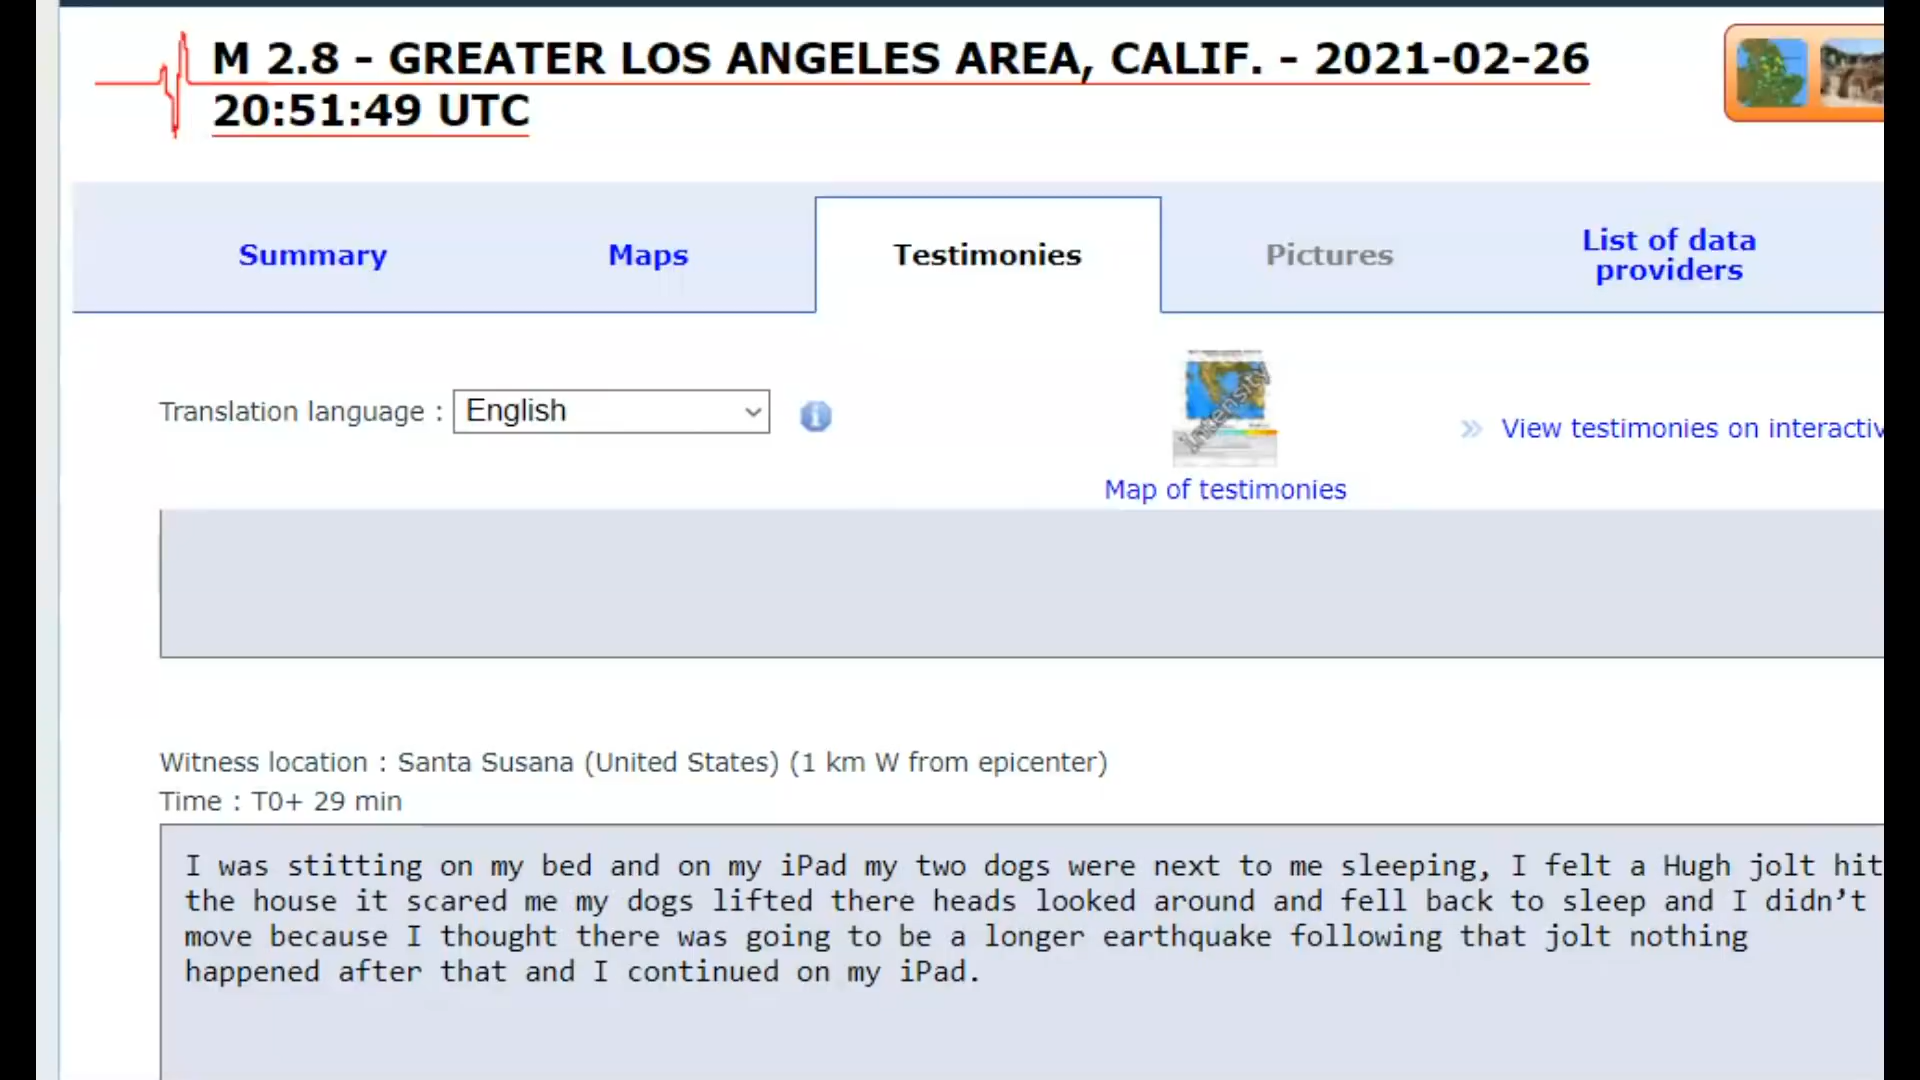 M 2.8 - GREATER LOS ANGELES AREA, CALIF. - 2021-02-26
20:51:49 UTC
Summary
Maps
Testimonies
Pictures
List of data
providers
Translation language :
English
intensity
Map of testimonies
» View testimonies on interactiv
Witness location : Santa Susana (United States) (1 km W from epicenter)
Time : T0+ 29 min
I was stitting on my bed and on my iPad my two dogs were next to me sleeping, I felt a Hugh jolt hit
the house it scared me my dogs lifted there heads looked around and fell back to sleep and I didn’t
move because I thought there was going to be a longer earthquake following that jolt nothing
happened after that and I continued on my iPad.